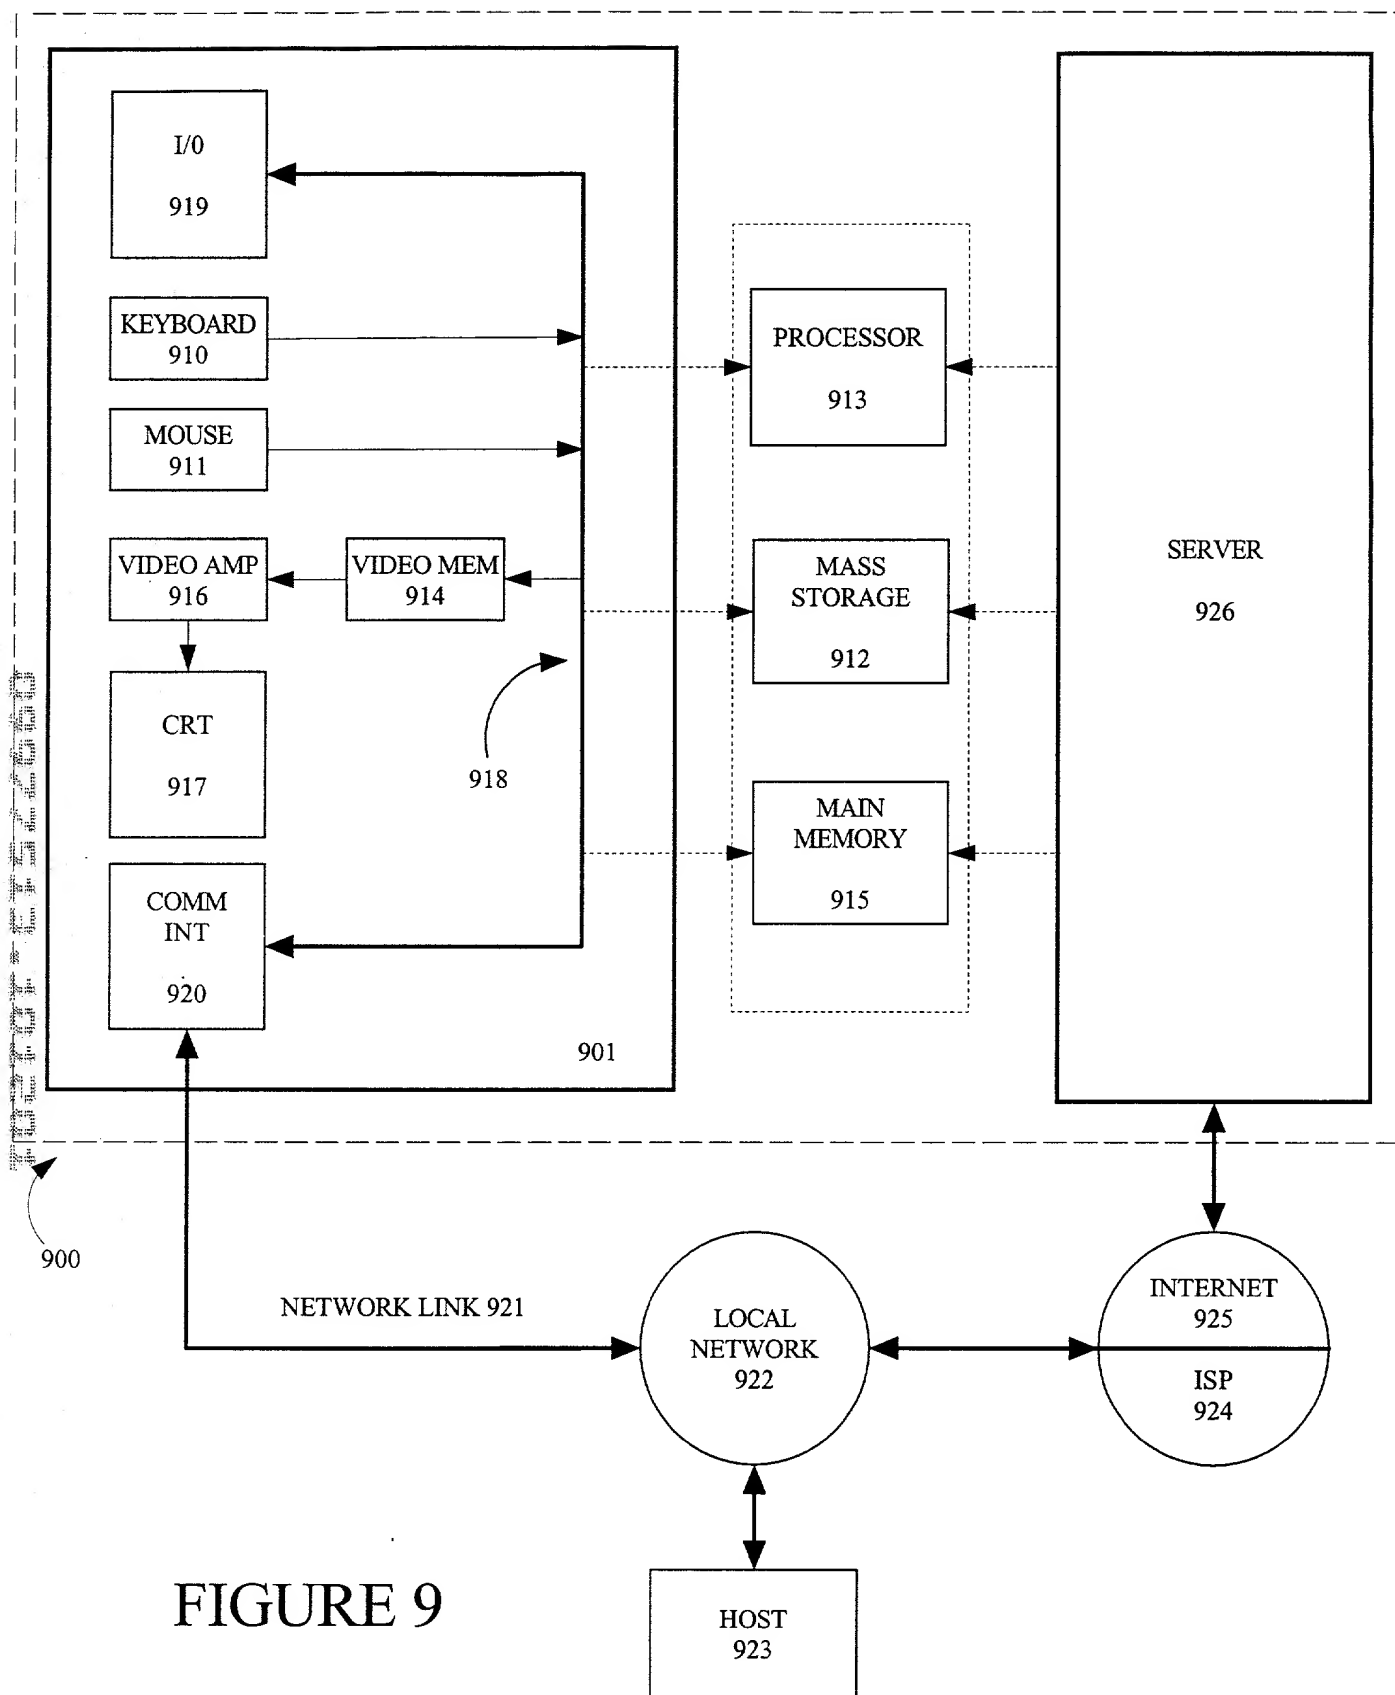 I/0
919
KEYBOARD
910
MOUSE
911
VIDEO AMP
916
VIDEO MEM
914
CRT
917
918
COMM
INT
920
901
PROCESSOR
913
MASS
STORAGE
912
MAIN
MEMORY
915
SERVER
926
900
NETWORK LINK 921
LOCAL
NETWORK
922
INTERNET
925
ISP
924
HOST
923
FIGURE 9